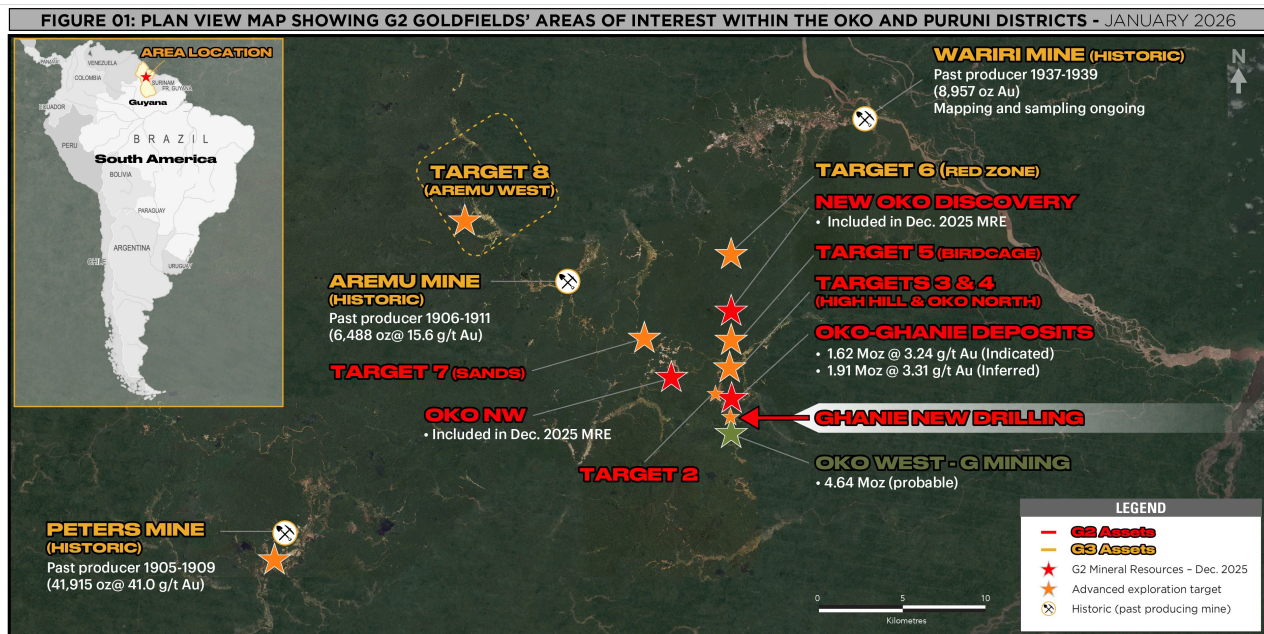 FIGURE 01: PLAN VIEW MAP SHOWING G2 GOLDFIELDS' AREAS OF INTEREST WITHIN THE OKO AND PURUNI DISTRICTS - JANUARY 2026
AREA LOCATION
PANAMA
VENEZUELA
COLOMBIA
SURINAM
FR. GUYANA
Guyana
ECUADOR
BRAZIL
PERU
South America
BOLIVIA
PARAGUAY
ARGENTINA
CHILE
URUGUAY
WARIRI MINE (HISTORIC)
Past producer 1937-1939
(8,957 oz Au)
Mapping and sampling ongoing
N
TARGET 8
(AREMU WEST)
TARGET 6 (RED ZONE)
NEW OKO DISCOVERY
• Included in Dec. 2025 MRE
TARGET 5 (BIRDCAGE)
TARGETS 3 & 4
(HIGH HILL & OKO NORTH)
AREMU MINE
(HISTORIC)
Past producer 1906-1911
(6,488 oz@ 15.6 g/t Au)
OKO-GHANIE DEPOSITS
• 1.62 Moz @ 3.24 g/t Au (Indicated)
• 1.91 Moz @ 3.31 g/t Au (Inferred)
TARGET 7 (SANDS)
OKO NW
• Included in Dec. 2025 MRE
GHANIE NEW DRILLING
TARGET 2
OKO WEST - G MINING
• 4.64 Moz (probable)
PETERS MINE
(HISTORIC)
Past producer 1905-1909
(41,915 oz@ 41.0 g/t Au)
LEGEND
G2 Assets
G3 Assets
G2 Mineral Resources – Dec. 2025
Advanced exploration target
Historic (past producing mine)
0 5 10
Kilometres